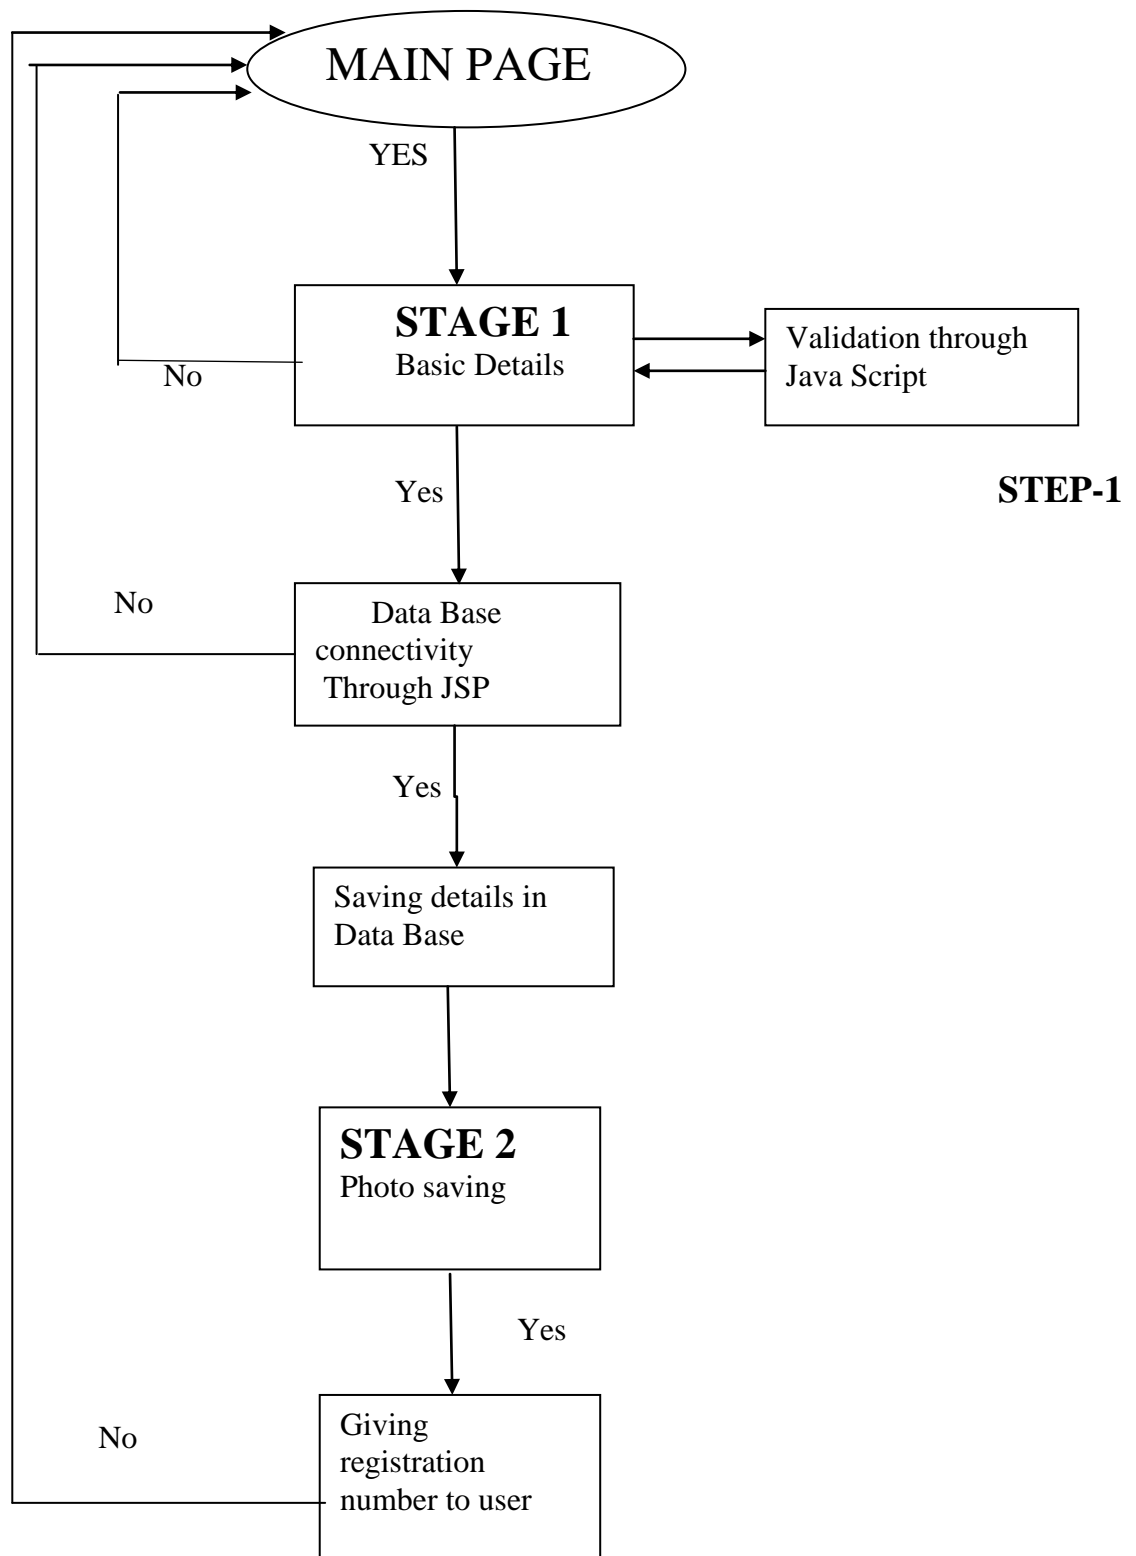 MAIN PAGE
YES
STAGE 1
Basic Details
Validation through
Java Script
No
Yes
STEP-1
No
Data Base
connectivity
Through JSP
Yes
Saving details in
Data Base
STAGE 2
Photo saving
Yes
No
Giving
registration
number to user